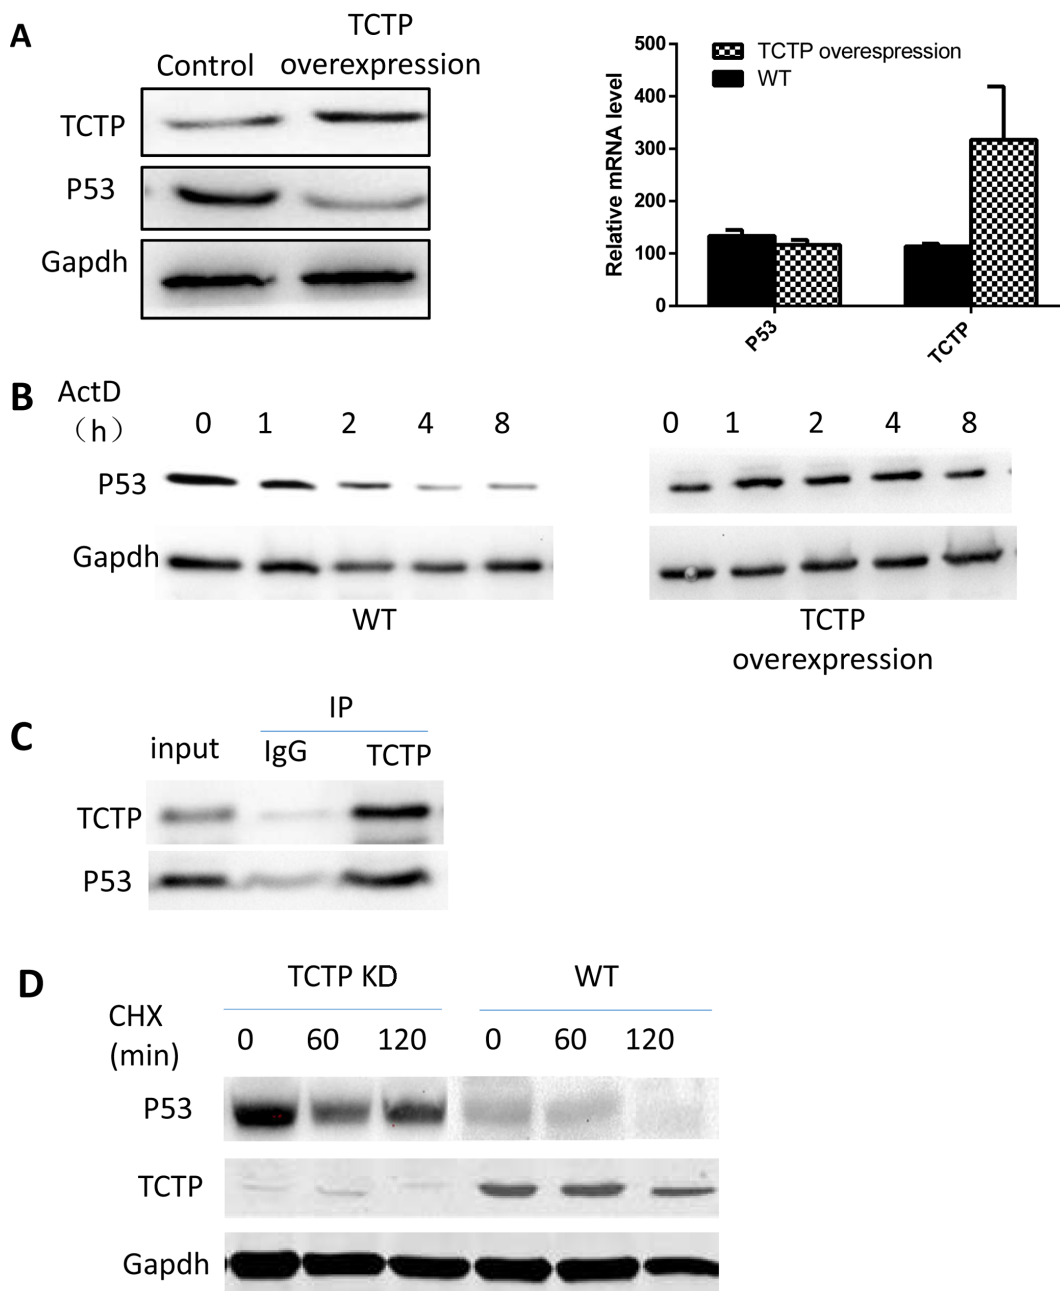 A
Control
TCTP
overexpression
TCTP
P53
Gapdh
Relative mRNA level
500
400
300
200
100
0
TCTP overespression
WT
P53
TCTP
B
ActD
（h）
0 1 2 4 8
P53
Gapdh
WT
0 1 2 4 8
TCTP
overexpression
C
IP
input IgG TCTP
TCTP
P53
D
TCTP KD WT
CHX
(min)
0 60 120 0 60 120
P53
TCTP
Gapdh